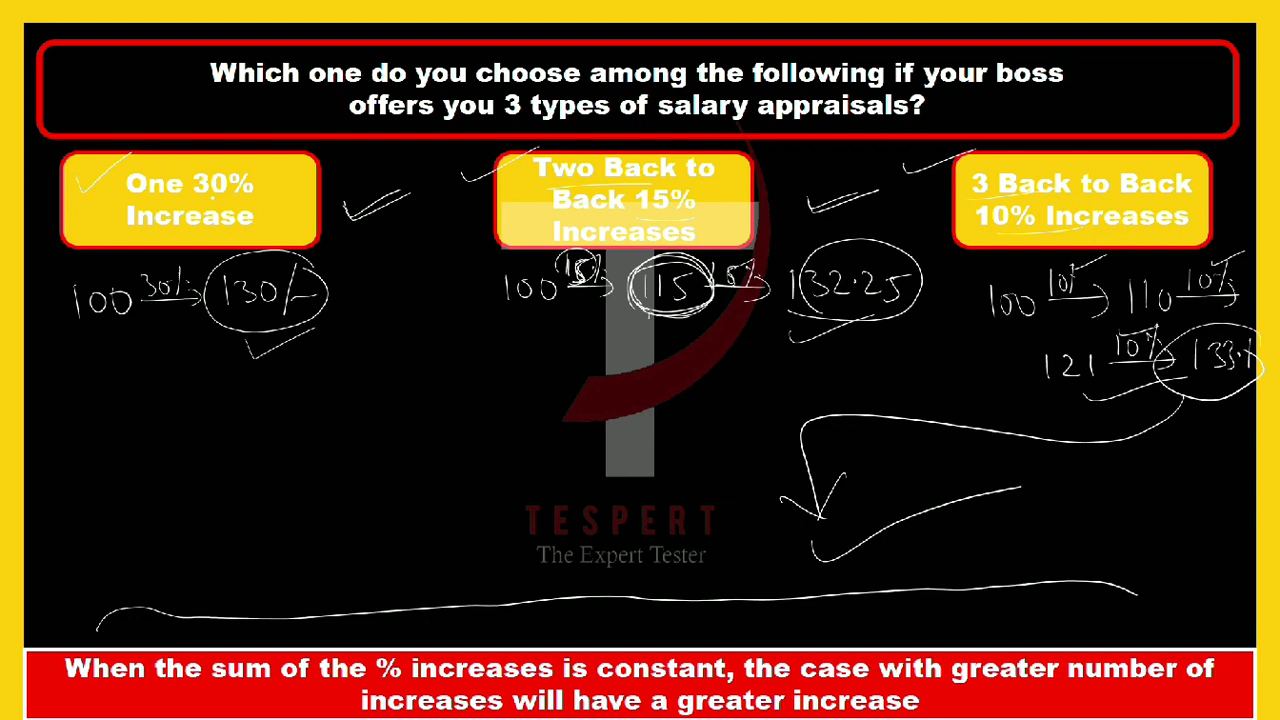 Which one do you choose among the following if your boss
offers you 3 types of salary appraisals?
One 30%
Increase
Two Back to
Back 15%
Increases
3 Back to Back
10% Increases
100 30% 130/-
100 15% 115 15% 132.25
100 10% 110 10%
121 10% 133.1
TESPERT
The Expert Tester
When the sum of the % increases is constant, the case with greater number of
increases will have a greater increase